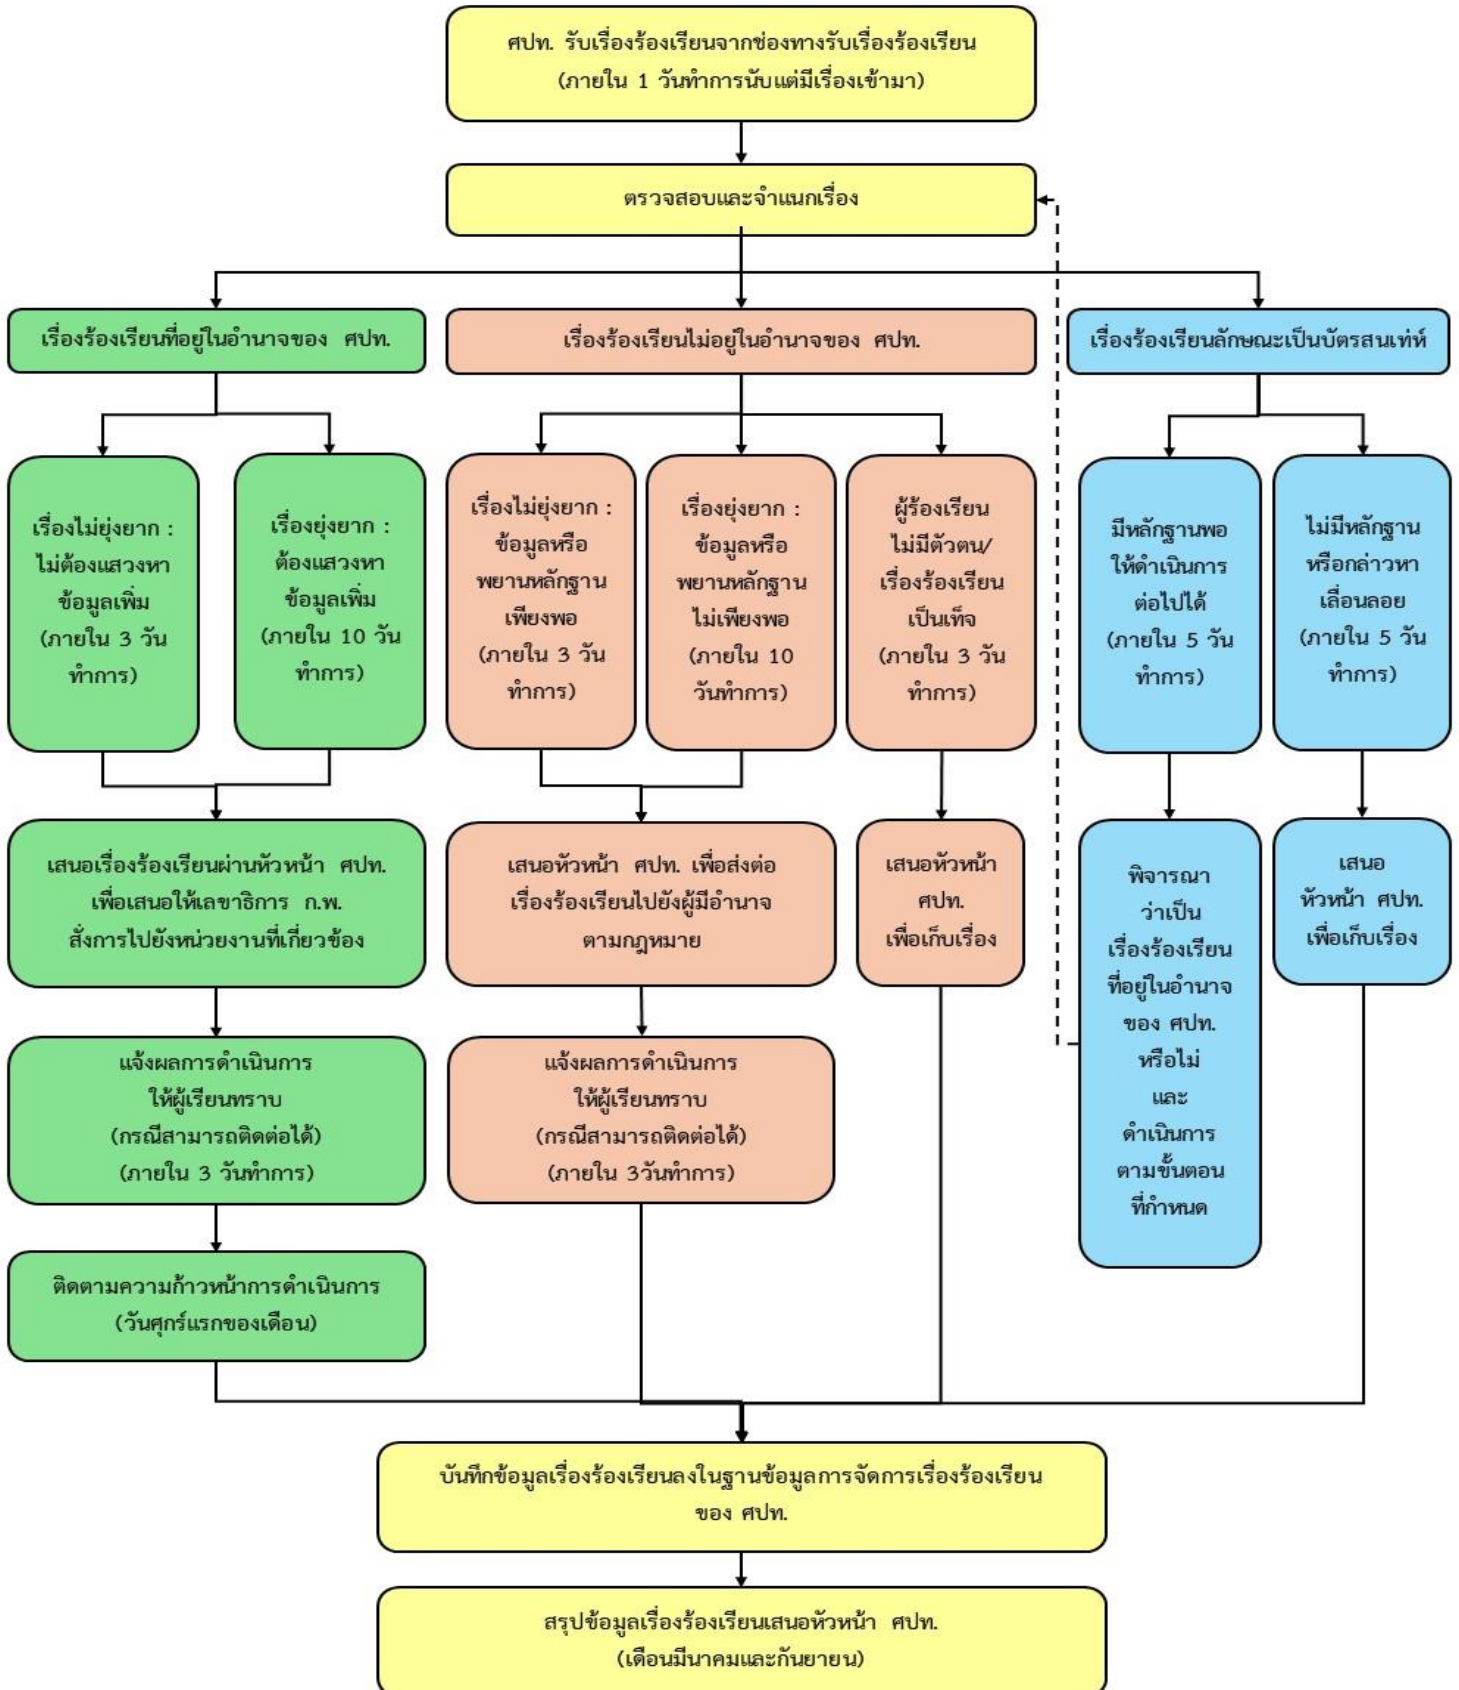 ศปท. รับเรื่องร้องเรียนจากช่องทางรับเรื่องร้องเรียน
(ภายใน 1 วันทำการนับแต่มีเรื่องเข้ามา)
ตรวจสอบและจำแนกเรื่อง
เรื่องร้องเรียนที่อยู่ในอำนาจของ ศปท.
เรื่องร้องเรียนไม่อยู่ในอำนาจของ ศปท.
เรื่องร้องเรียนลักษณะเป็นบัตรสนเท่ห์
เรื่องไม่ยุ่งยาก :
ไม่ต้องแสวงหา
ข้อมูลเพิ่ม
(ภายใน 3 วัน
ทำการ)
เรื่องยุ่งยาก :
ต้องแสวงหา
ข้อมูลเพิ่ม
(ภายใน 10 วัน
ทำการ)
เรื่องไม่ยุ่งยาก :
ข้อมูลหรือ
พยานหลักฐาน
เพียงพอ
(ภายใน 3 วัน
ทำการ)
เรื่องยุ่งยาก :
ข้อมูลหรือ
พยานหลักฐาน
ไม่เพียงพอ
(ภายใน 10
วันทำการ)
ผู้ร้องเรียน
ไม่มีตัวตน/
เรื่องร้องเรียน
เป็นเท็จ
(ภายใน 3 วัน
ทำการ)
มีหลักฐานพอ
ให้ดำเนินการ
ต่อไปได้
(ภายใน 5 วัน
ทำการ)
ไม่มีหลักฐาน
หรือกล่าวหา
เลื่อนลอย
(ภายใน 5 วัน
ทำการ)
เสนอเรื่องร้องเรียนผ่านหัวหน้า ศปท.
เพื่อเสนอให้เลขาธิการ ก.พ.
สั่งการไปยังหน่วยงานที่เกี่ยวข้อง
เสนอหัวหน้า ศปท. เพื่อส่งต่อ
เรื่องร้องเรียนไปยังผู้มีอำนาจ
ตามกฎหมาย
เสนอหัวหน้า
ศปท.
เพื่อเก็บเรื่อง
พิจารณา
ว่าเป็น
เรื่องร้องเรียน
ที่อยู่ในอำนาจ
ของ ศปท.
หรือไม่
และ
ดำเนินการ
ตามขั้นตอน
ที่กำหนด
เสนอ
หัวหน้า ศปท.
เพื่อเก็บเรื่อง
แจ้งผลการดำเนินการ
ให้ผู้เรียนทราบ
(กรณีสามารถติดต่อได้)
(ภายใน 3 วันทำการ)
แจ้งผลการดำเนินการ
ให้ผู้เรียนทราบ
(กรณีสามารถติดต่อได้)
(ภายใน 3วันทำการ)
ติดตามความก้าวหน้าการดำเนินการ
(วันศุกร์แรกของเดือน)
บันทึกข้อมูลเรื่องร้องเรียนลงในฐานข้อมูลการจัดการเรื่องร้องเรียน
ของ ศปท.
สรุปข้อมูลเรื่องร้องเรียนเสนอหัวหน้า ศปท.
(เดือนมีนาคมและกันยายน)